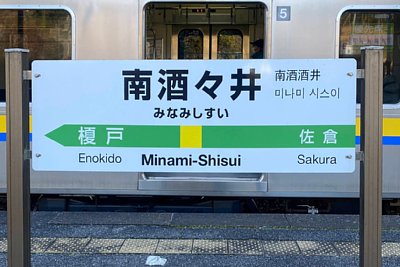 5
南酒々井
南酒酒井
미나미 시스이
みなみしすい
榎戸 佐倉
Enokido Minami-Shisui Sakura